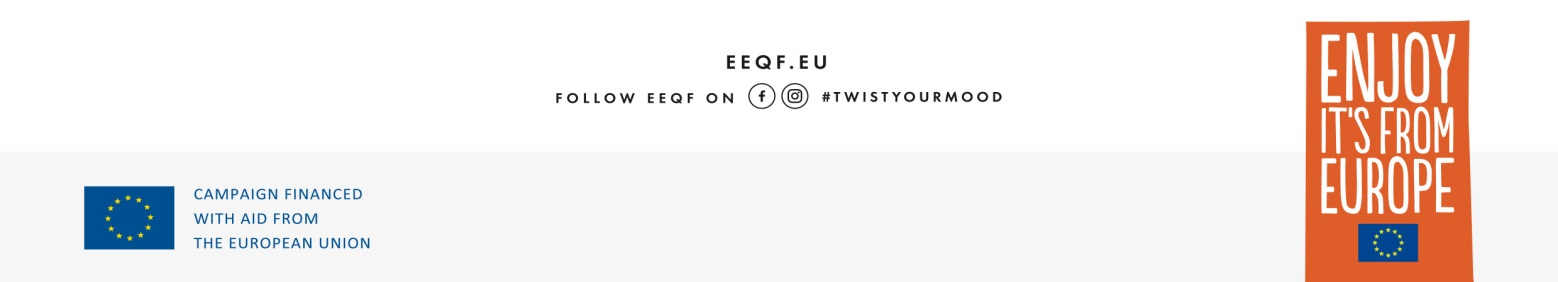 EEQF.EU
FOLLOW EEQF ON #TWISTYOURMOOD
ENJOY
IT'S FROM
EUROPE
CAMPAIGN FINANCED
WITH AID FROM
THE EUROPEAN UNION